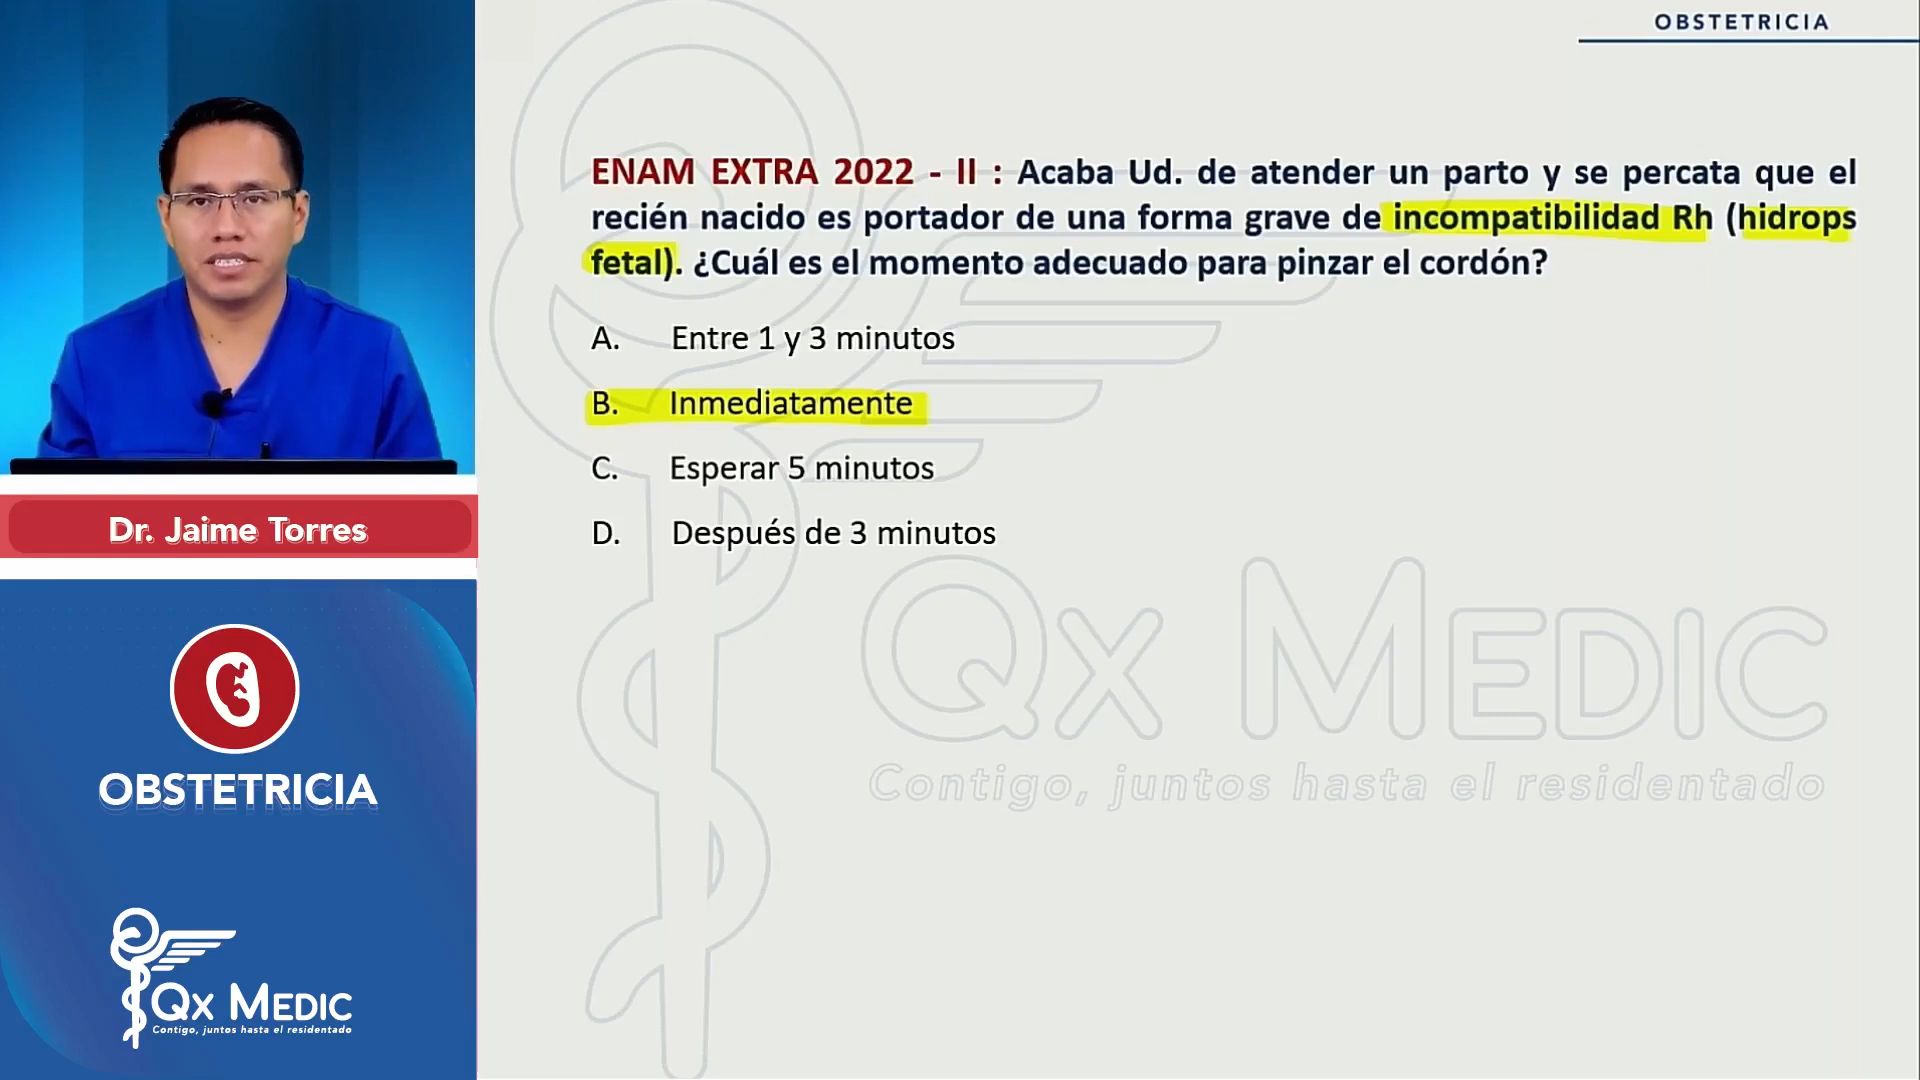 OBSTETRICIA
ENAM EXTRA 2022 - II : Acaba Ud. de atender un parto y se percata que el
recién nacido es portador de una forma grave de incompatibilidad Rh (hidrops
fetal). ¿Cuál es el momento adecuado para pinzar el cordón?
A. Entre 1 y 3 minutos
B. Inmediatamente
C. Esperar 5 minutos
D. Después de 3 minutos
Dr. Jaime Torres
OBSTETRICIA
QX MEDIC
Contigo, juntos hasta el residentado
QX MEDIC
Contigo, juntos hasta el residentado